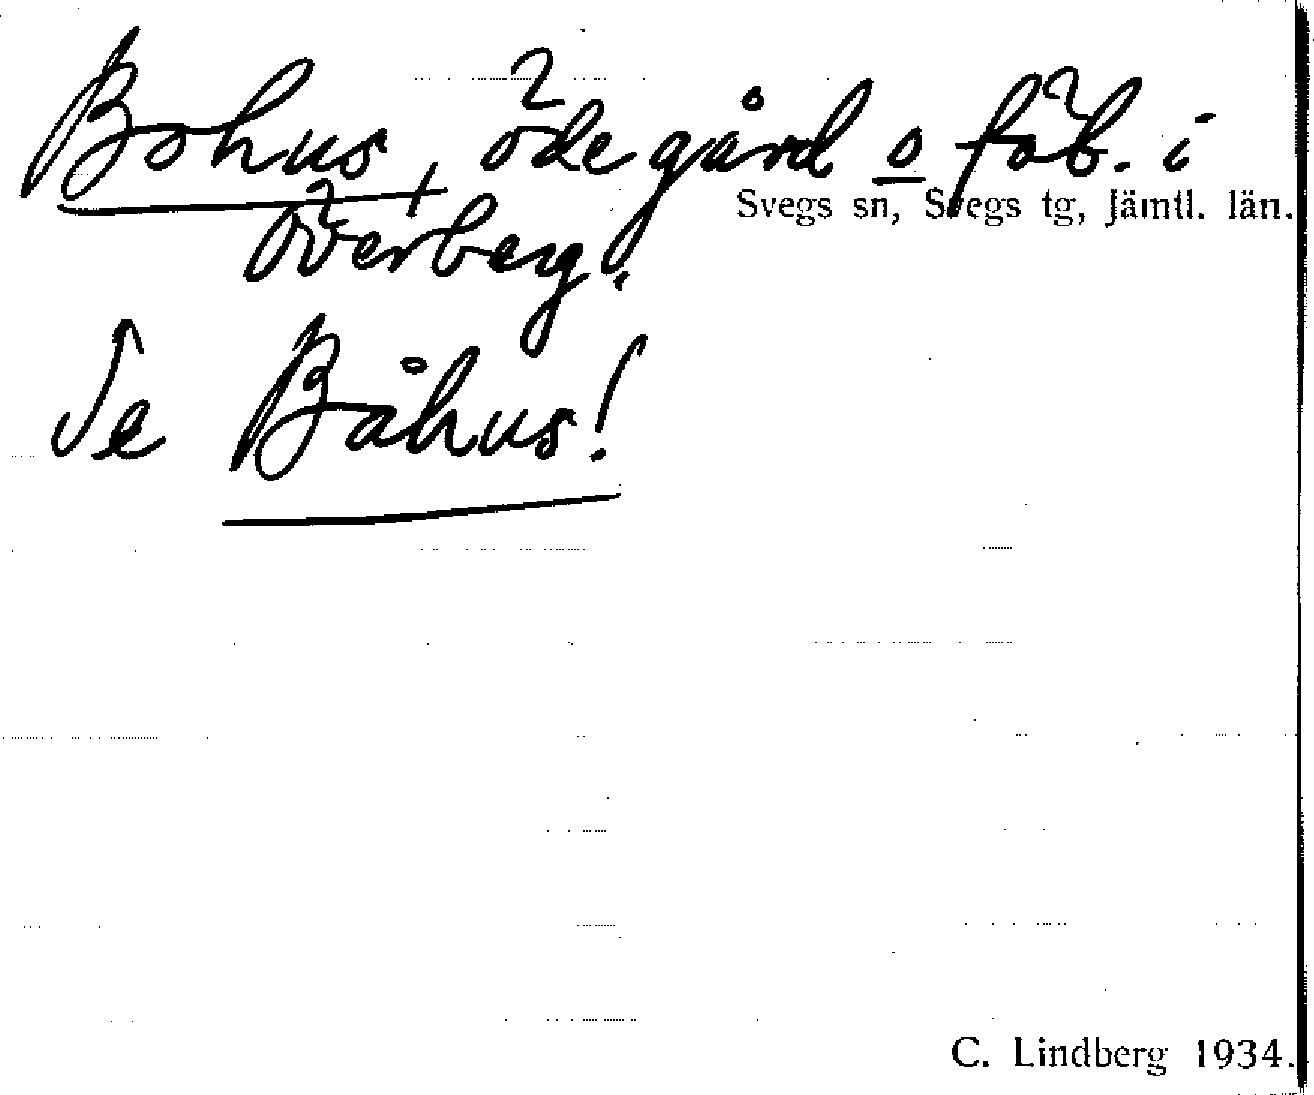 Bohus, ödegård o fäb. i
Svegs sn, Svegs tg, Jämtl. län.
Överberg.
Se Båhus!
C. Lindberg 1934.